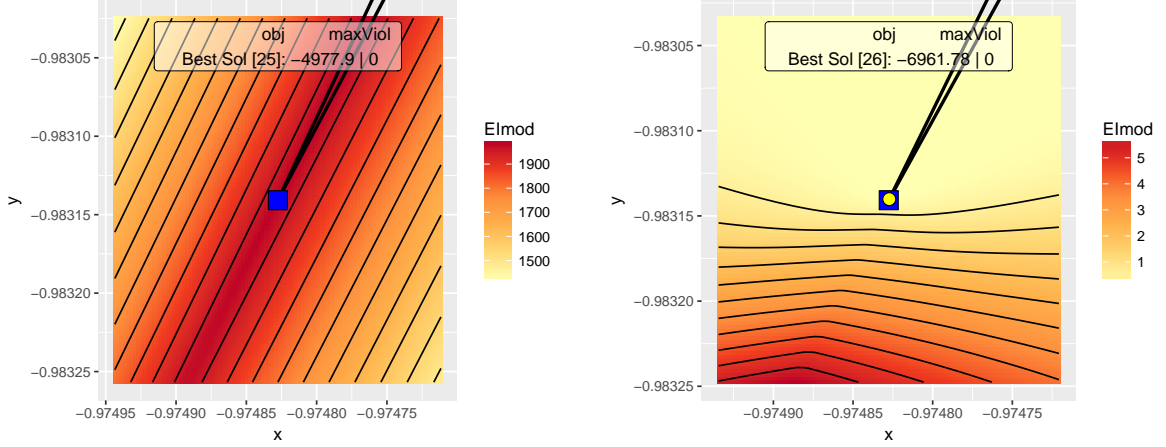 obj maxViol
Best Sol [25]: −4977.9 | 0
−0.98305
−0.98310
−0.98315
−0.98320
−0.98325
y
−0.97495 −0.97490 −0.97485 −0.97480 −0.97475
x
EImod
1900
1800
1700
1600
1500
obj maxViol
Best Sol [26]: −6961.78 | 0
−0.98305
−0.98310
−0.98315
−0.98320
−0.98325
y
−0.97490 −0.97485 −0.97480 −0.97475
x
EImod
5
4
3
2
1